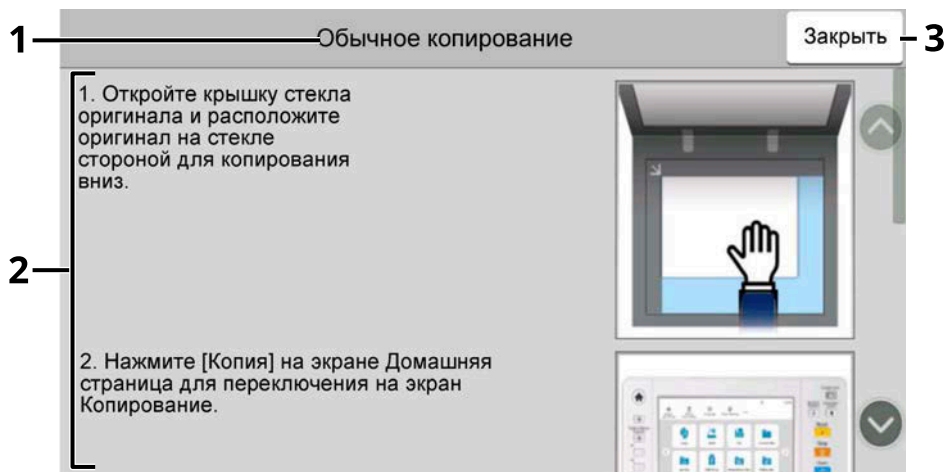 1
Обычное копирование
Закрыть
3
2
1. Откройте крышку стекла
оригинала и расположите
оригинал на стекле
стороной для копирования
вниз.
2. Нажмите [Копия] на экране Домашняя
страница для переключения на экран
Копирование.